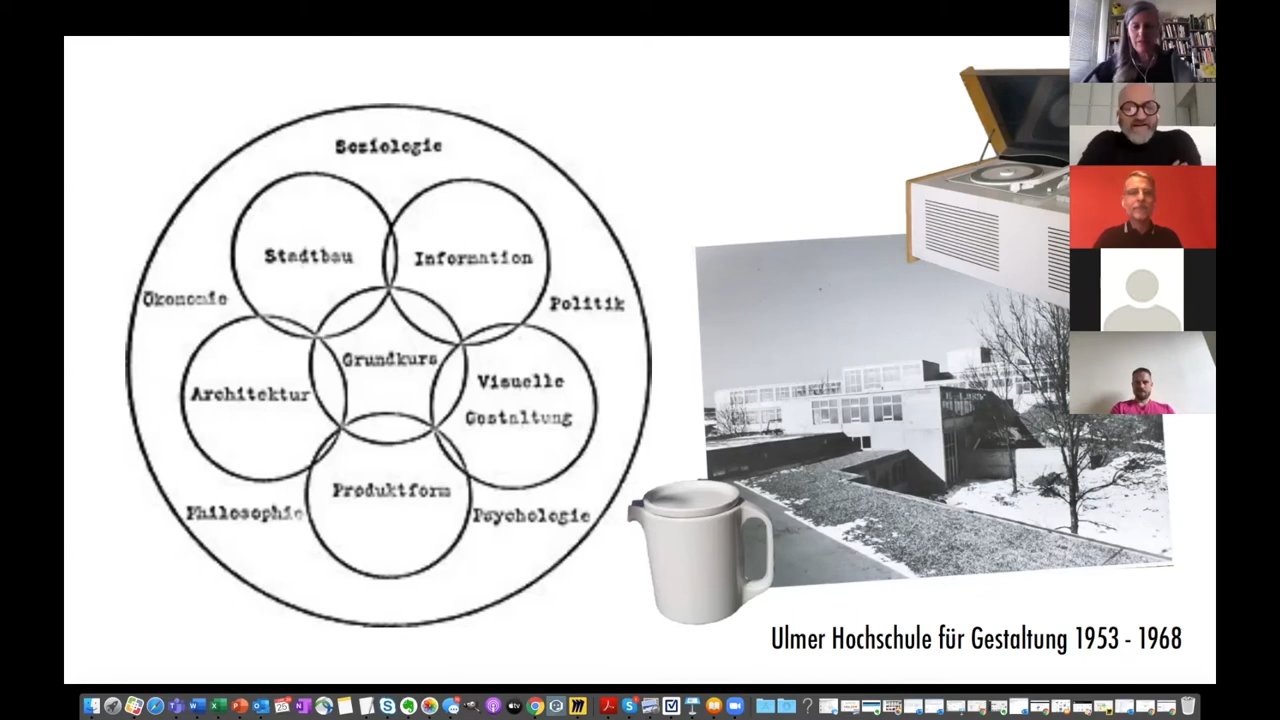 Soziologie
Stadtbau
Information
Ökonomie
Politik
Grundkurs
Architektur
Visuelle
Gestaltung
Produktform
Philosophie
Psychologie
Ulmer Hochschule für Gestaltung 1953 - 1968